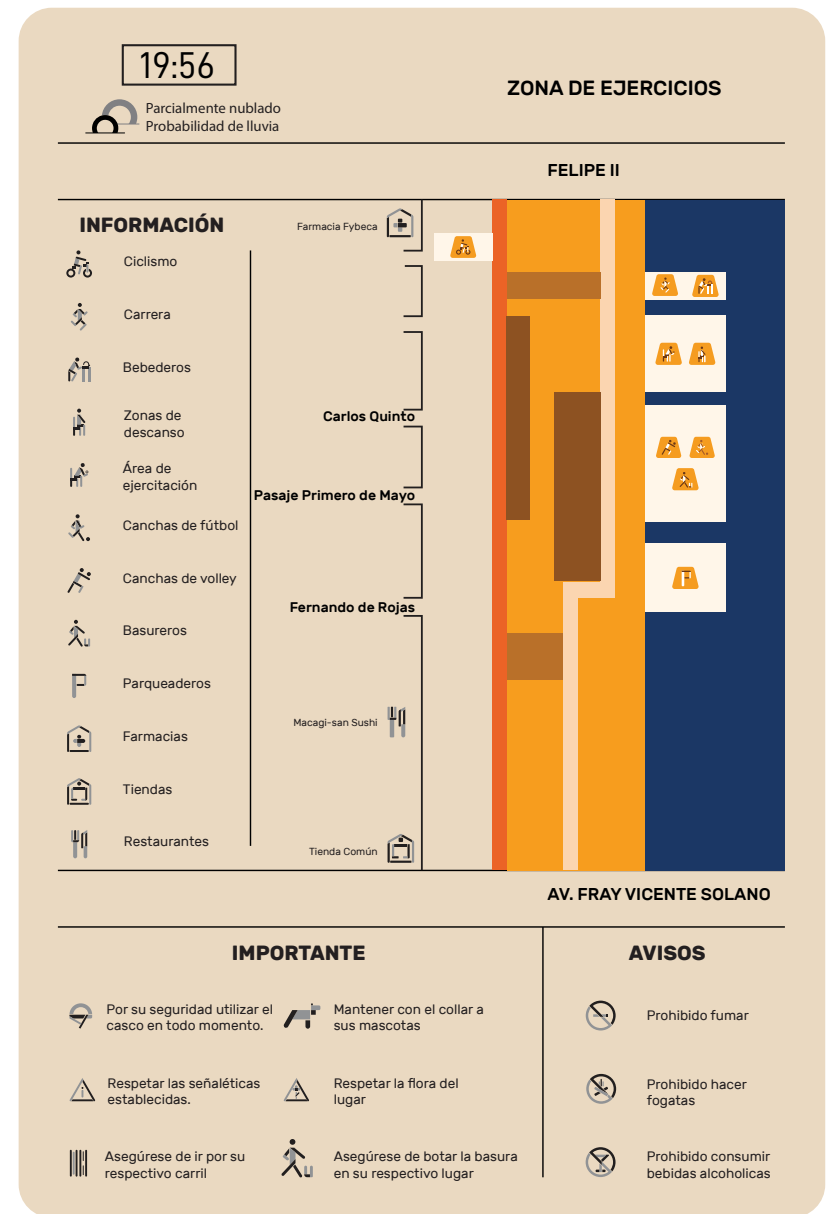 19:56
Parcialmente nublado
Probabilidad de lluvia
ZONA DE EJERCICIOS
FELIPE II
INFORMACIÓN
Ciclismo
Carrera
Bebederos
Zonas de
descanso
Área de
ejercitación
Canchas de fútbol
Canchas de volley
Basureros
Parqueaderos
Farmacias
Tiendas
Restaurantes
Farmacia Fybeca
Carlos Quinto
Pasaje Primero de Mayo
Fernando de Rojas
Macagi-san Sushi
Tienda Común
AV. FRAY VICENTE SOLANO
IMPORTANTE
Por su seguridad utilizar el
casco en todo momento.
Mantener con el collar a
sus mascotas
Respetar las señaléticas
establecidas.
Respetar la flora del
lugar
Asegúrese de ir por su
respectivo carril
Asegúrese de botar la basura
en su respectivo lugar
AVISOS
Prohibido fumar
Prohibido hacer
fogatas
Prohibido consumir
bebidas alcoholicas